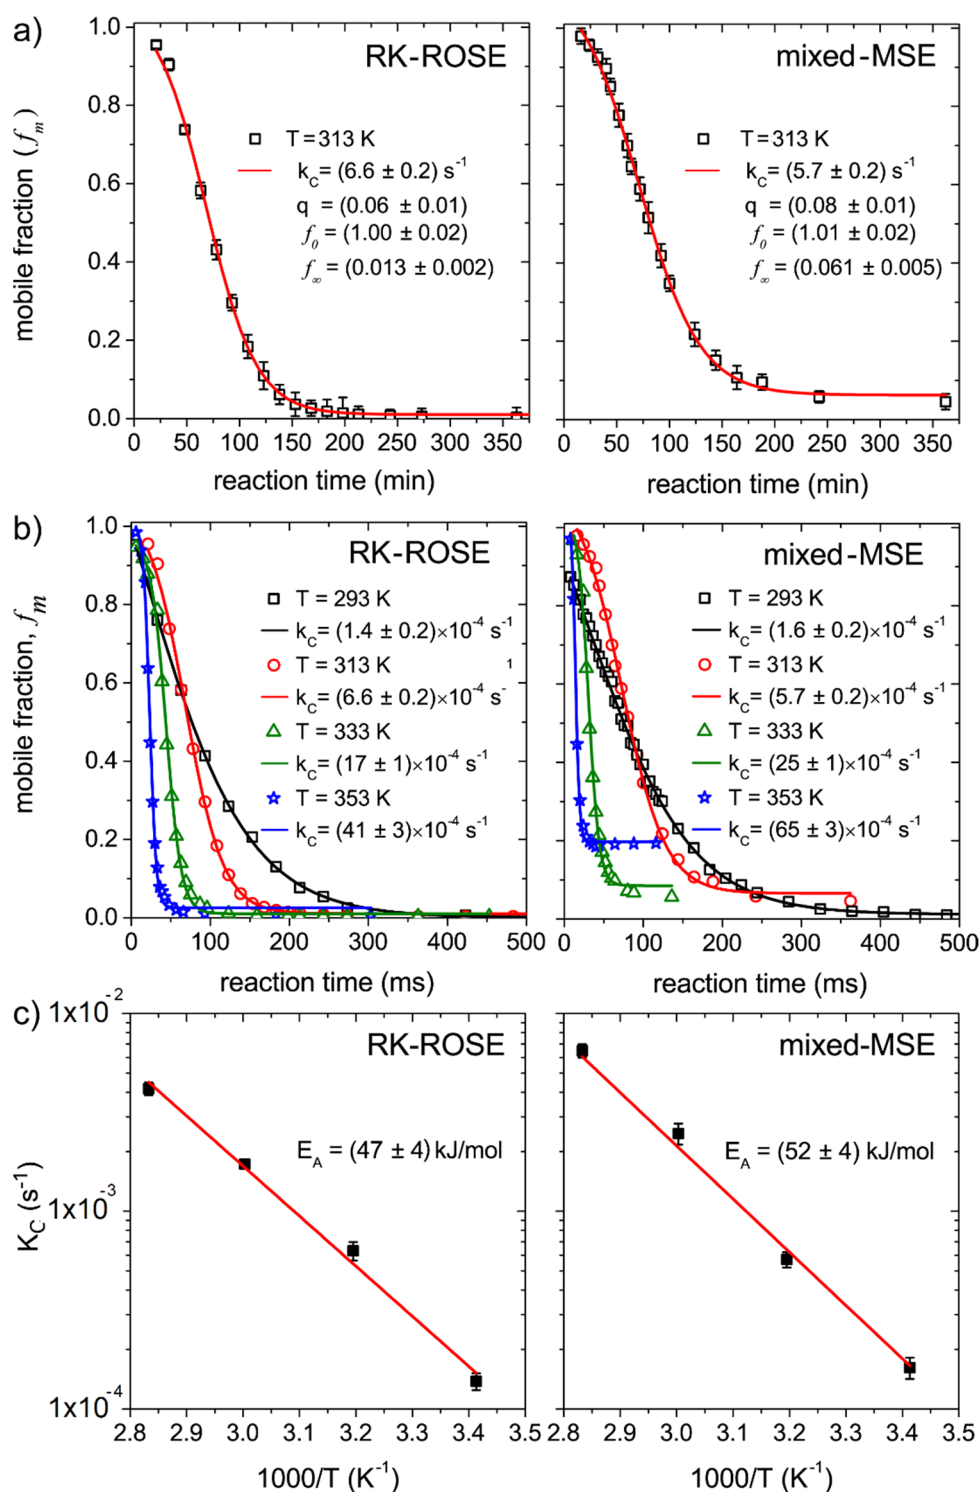 a)
RK-ROSE
T = 313 K
k_C = (6.6 ± 0.2) s⁻¹
q = (0.06 ± 0.01)
f₀ = (1.00 ± 0.02)
f∞ = (0.013 ± 0.002)
mobile fraction (f_m)
1.0
0.8
0.6
0.4
0.2
0.0
0 50 100 150 200 250 300 350
reaction time (min)
mixed-MSE
T = 313 K
k_C = (5.7 ± 0.2) s⁻¹
q = (0.08 ± 0.01)
f₀ = (1.01 ± 0.02)
f∞ = (0.061 ± 0.005)
0 50 100 150 200 250 300 350
reaction time (min)
b)
RK-ROSE
T = 293 K
k_C = (1.4 ± 0.2)×10⁻⁴ s⁻¹
T = 313 K
1
k_C = (6.6 ± 0.2)×10⁻⁴ s⁻
T = 333 K
k_C = (17 ± 1)×10⁻⁴ s⁻¹
T = 353 K
k_C = (41 ± 3)×10⁻⁴ s⁻¹
mobile fraction, f_m
1.0
0.8
0.6
0.4
0.2
0.0
0 100 200 300 400 500
reaction time (ms)
mixed-MSE
T = 293 K
k_C = (1.6 ± 0.2)×10⁻⁴ s⁻¹
T = 313 K
k_C = (5.7 ± 0.2)×10⁻⁴ s⁻¹
T = 333 K
k_C = (25 ± 1)×10⁻⁴ s⁻¹
T = 353 K
k_C = (65 ± 3)×10⁻⁴ s⁻¹
0 100 200 300 400 500
reaction time (ms)
c)
RK-ROSE
E_A = (47 ± 4) kJ/mol
K_C (s⁻¹)
1x10⁻²
1x10⁻³
1x10⁻⁴
2.8 2.9 3.0 3.1 3.2 3.3 3.4 3.5
1000/T (K⁻¹)
mixed-MSE
E_A = (52 ± 4) kJ/mol
2.8 2.9 3.0 3.1 3.2 3.3 3.4 3.5
1000/T (K⁻¹)